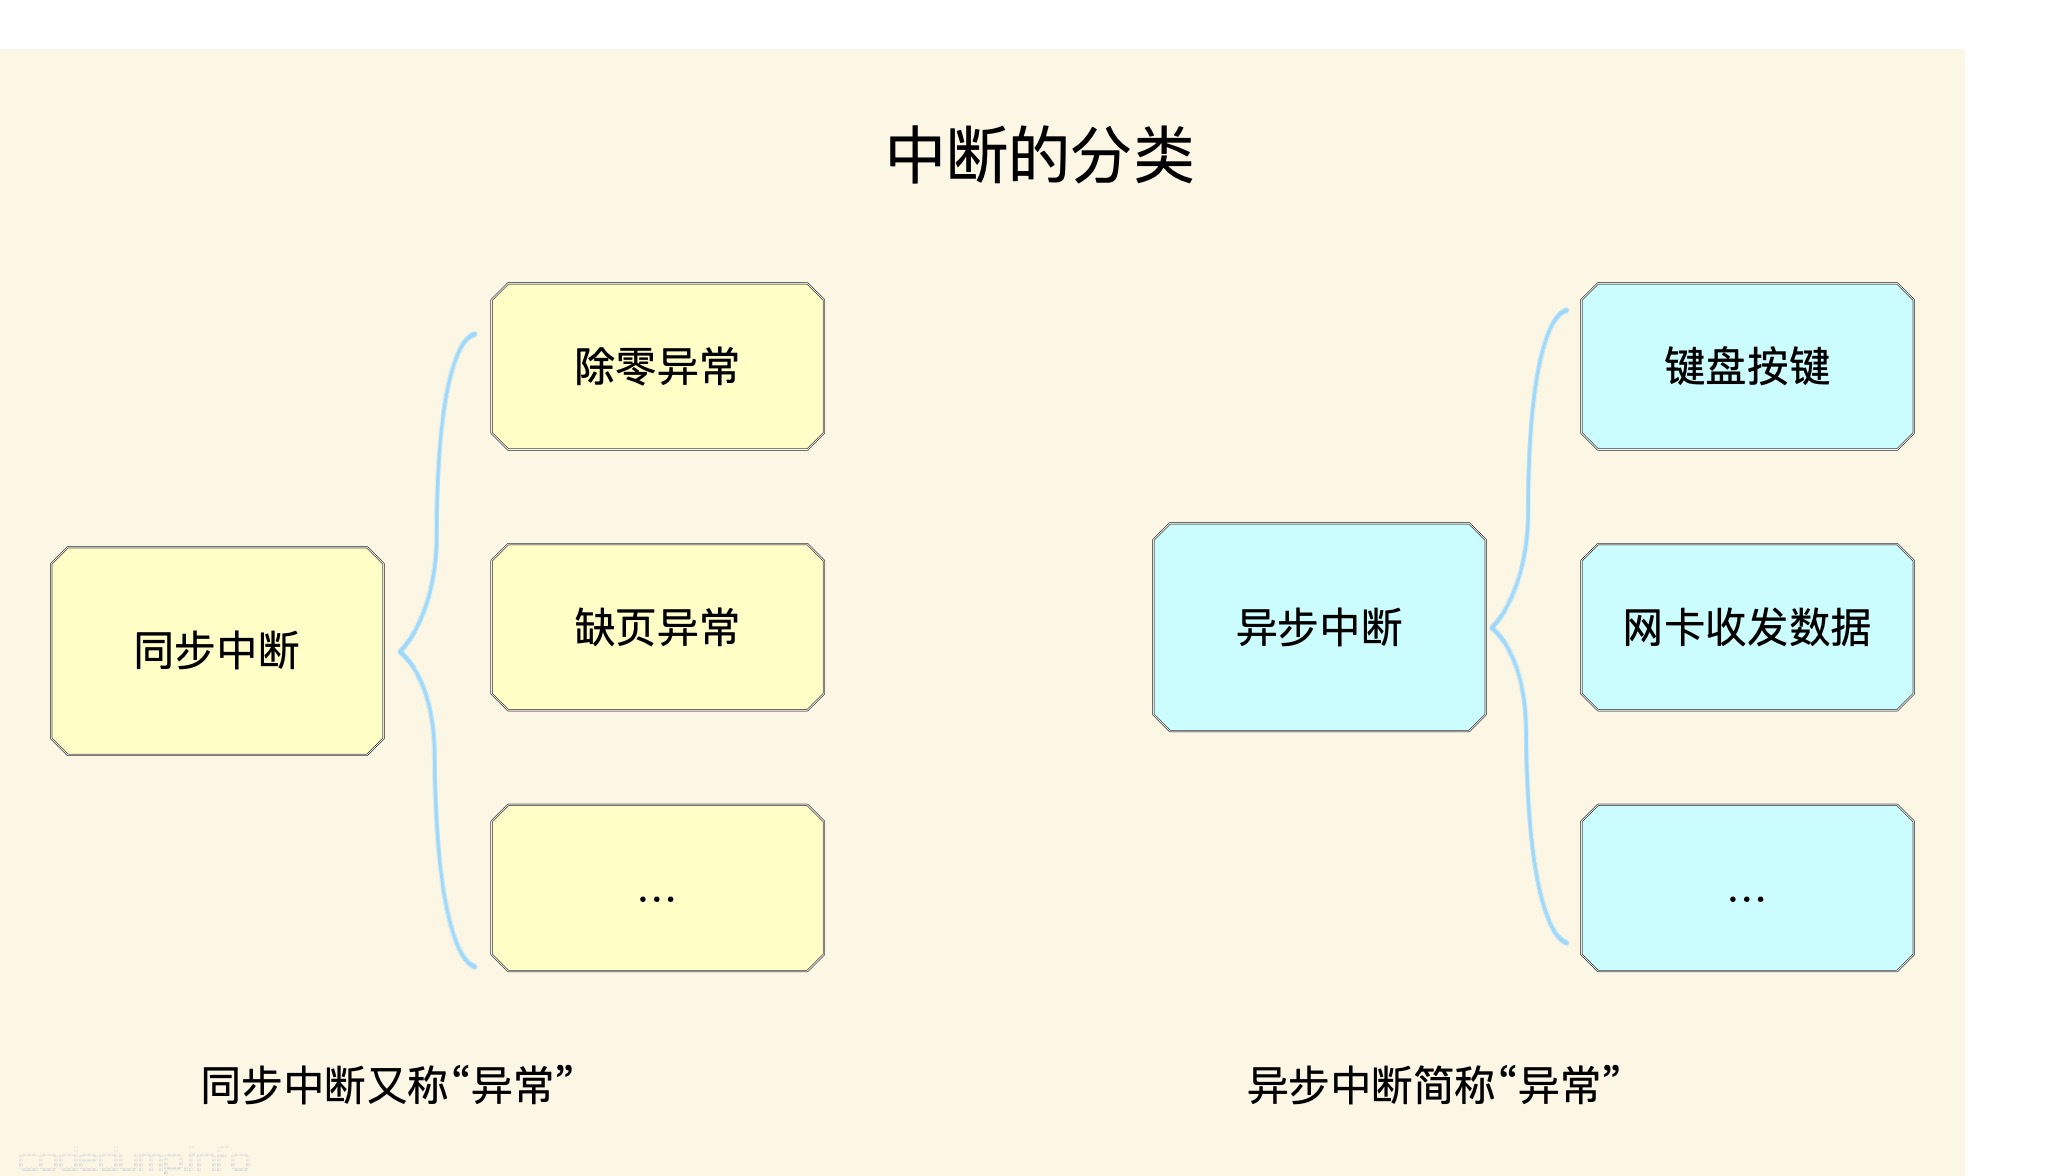 中断的分类
同步中断
除零异常
缺页异常
...
异步中断
键盘按键
网卡收发数据
...
同步中断又称“异常”
异步中断简称“异常”
codedump.info